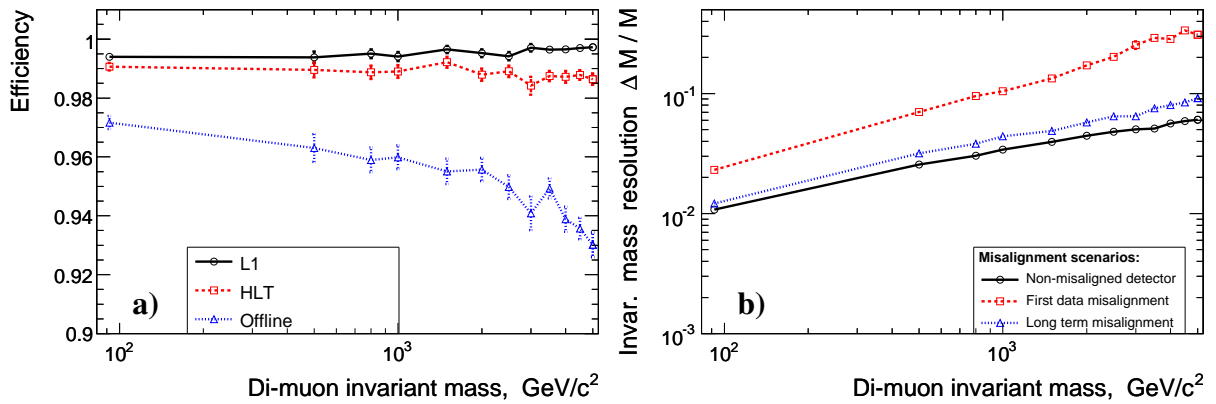 Efficiency
1
0.98
0.96
0.94
0.92
0.9
L1
HLT
Offline
a)
10²
10³
Di-muon invariant mass, GeV/c²
Invar. mass resolution Δ M / M
10⁻¹
10⁻²
10⁻³
Misalignment scenarios:
Non-misaligned detector
First data misalignment
Long term misalignment
b)
10²
10³
Di-muon invariant mass, GeV/c²